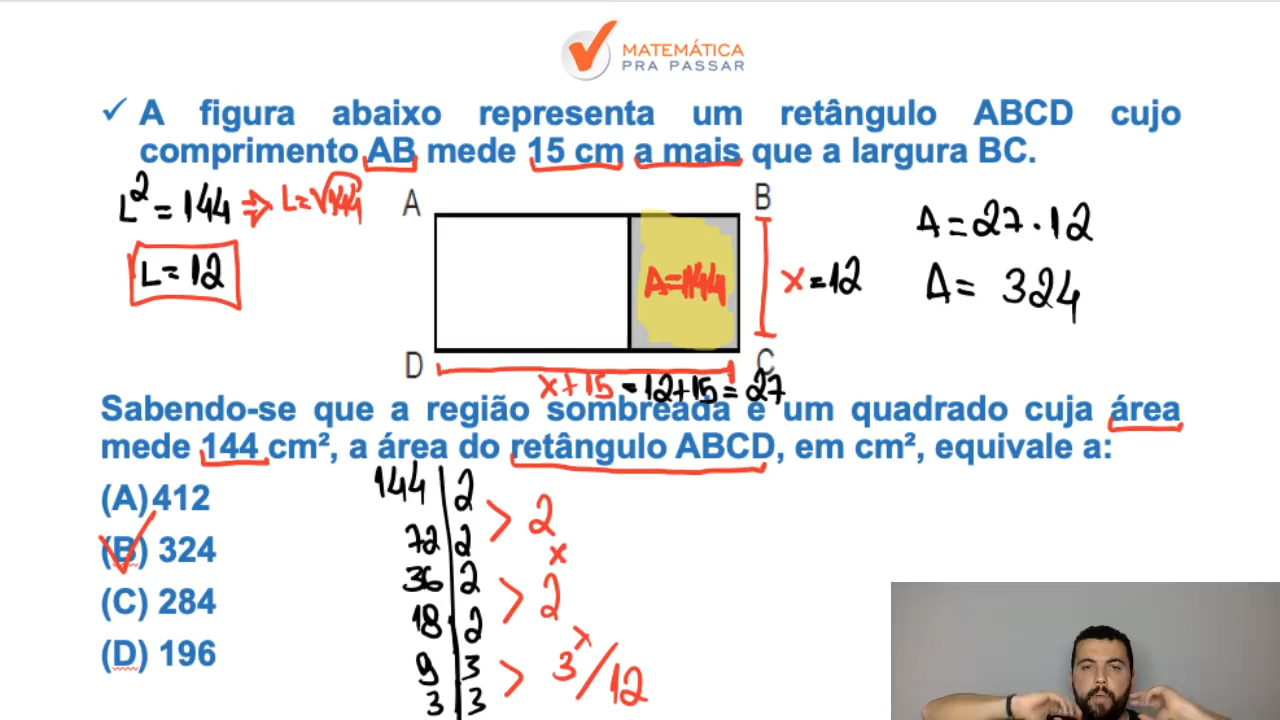 MATEMÁTICA
PRA PASSAR
✓ A figura abaixo representa um retângulo ABCD cujo
comprimento AB mede 15 cm a mais que a largura BC.
L² = 144 ⇒ L = √144
L = 12
A
B
A = 144
x = 12
A = 27 · 12
A = 324
D
C
x + 15 = 12 + 15 = 27
Sabendo-se que a região sombreada é um quadrado cuja área
mede 144 cm², a área do retângulo ABCD, em cm², equivale a:
(A) 412
(B) 324
(C) 284
(D) 196
144 | 2
72 | 2 > 2
x
36 | 2
18 | 2 > 2
x
9 | 3
3 | 3 > 3 / 12